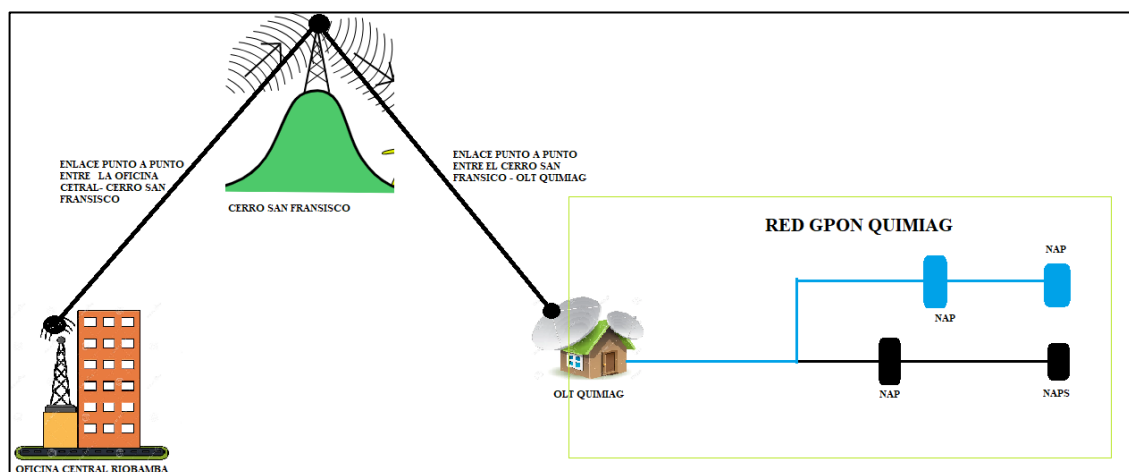 ENLACE PUNTO A PUNTO
ENTRE LA OFICINA
CETRAL- CERRO SAN
FRANSISCO
CERRO SAN FRANSISCO
ENLACE PUNTO A PUNTO
ENTRE EL CERRO SAN
FRANSICO - OLT QUIMIAG
RED GPON QUIMIAG
NAP
NAP
OLT QUIMIAG
NAP
NAPS
OFICINA CENTRAL RIOBAMBA